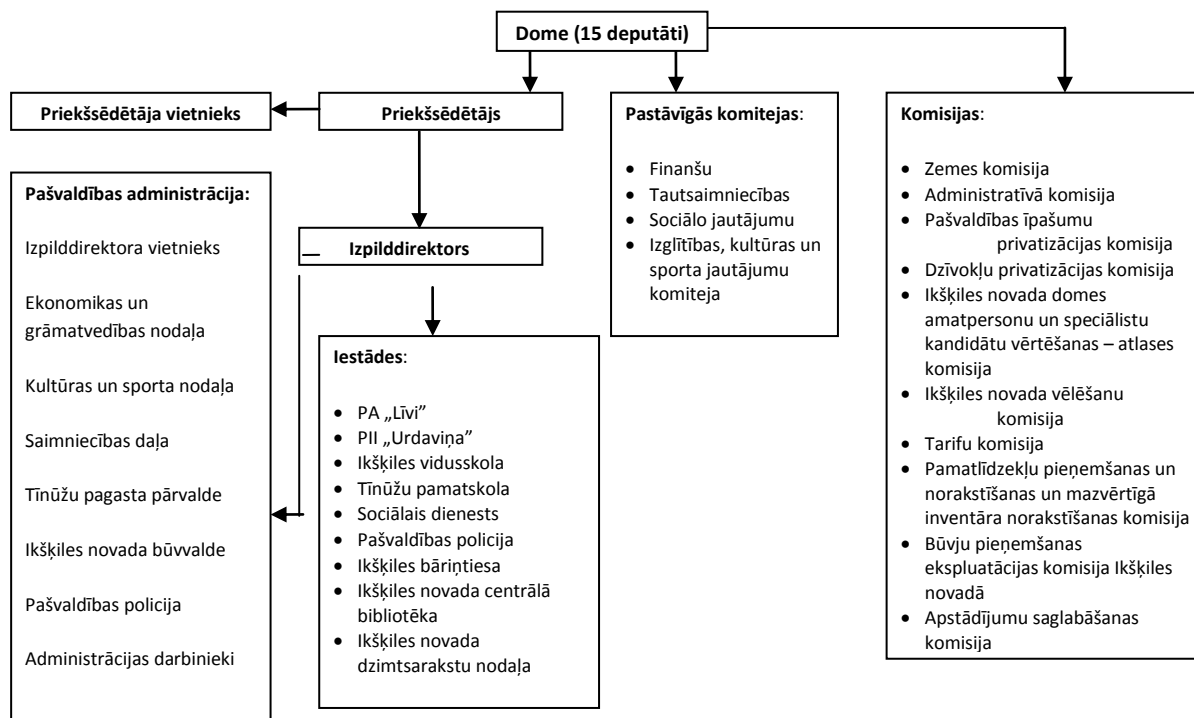 Dome (15 deputāti)
Priekšsēdētāja vietnieks
Priekšsēdētājs
Pašvaldības administrācija:
Izpilddirektora vietnieks
Ekonomikas un
grāmatvedības nodaļa
Kultūras un sporta nodaļa
Saimniecības daļa
Tīnūžu pagasta pārvalde
Ikšķiles novada būvvalde
Pašvaldības policija
Administrācijas darbinieki
Izpilddirektors
Iestādes:
• PA „Līvi”
• PII „Urdaviņa”
• Ikšķiles vidusskola
• Tīnūžu pamatskola
• Sociālais dienests
• Pašvaldības policija
• Ikšķiles bāriņtiesa
• Ikšķiles novada centrālā
bibliotēka
• Ikšķiles novada
dzimtsarakstu nodaļa
Pastāvīgās komitejas:
• Finanšu
• Tautsaimniecības
• Sociālo jautājumu
• Izglītības, kultūras un
sporta jautājumu
komiteja
Komisijas:
• Zemes komisija
• Administratīvā komisija
• Pašvaldības īpašumu
privatizācijas komisija
• Dzīvokļu privatizācijas komisija
• Ikšķiles novada domes
amatpersonu un speciālistu
kandidātu vērtēšanas – atlases
komisija
• Ikšķiles novada vēlēšanu
komisija
• Tarifu komisija
• Pamatlīdzekļu pieņemšanas un
norakstīšanas un mazvērtīgā
inventāra norakstīšanas komisija
• Būvju pieņemšanas
ekspluatācijas komisija Ikšķiles
novadā
• Apstādījumu saglabāšanas
komisija